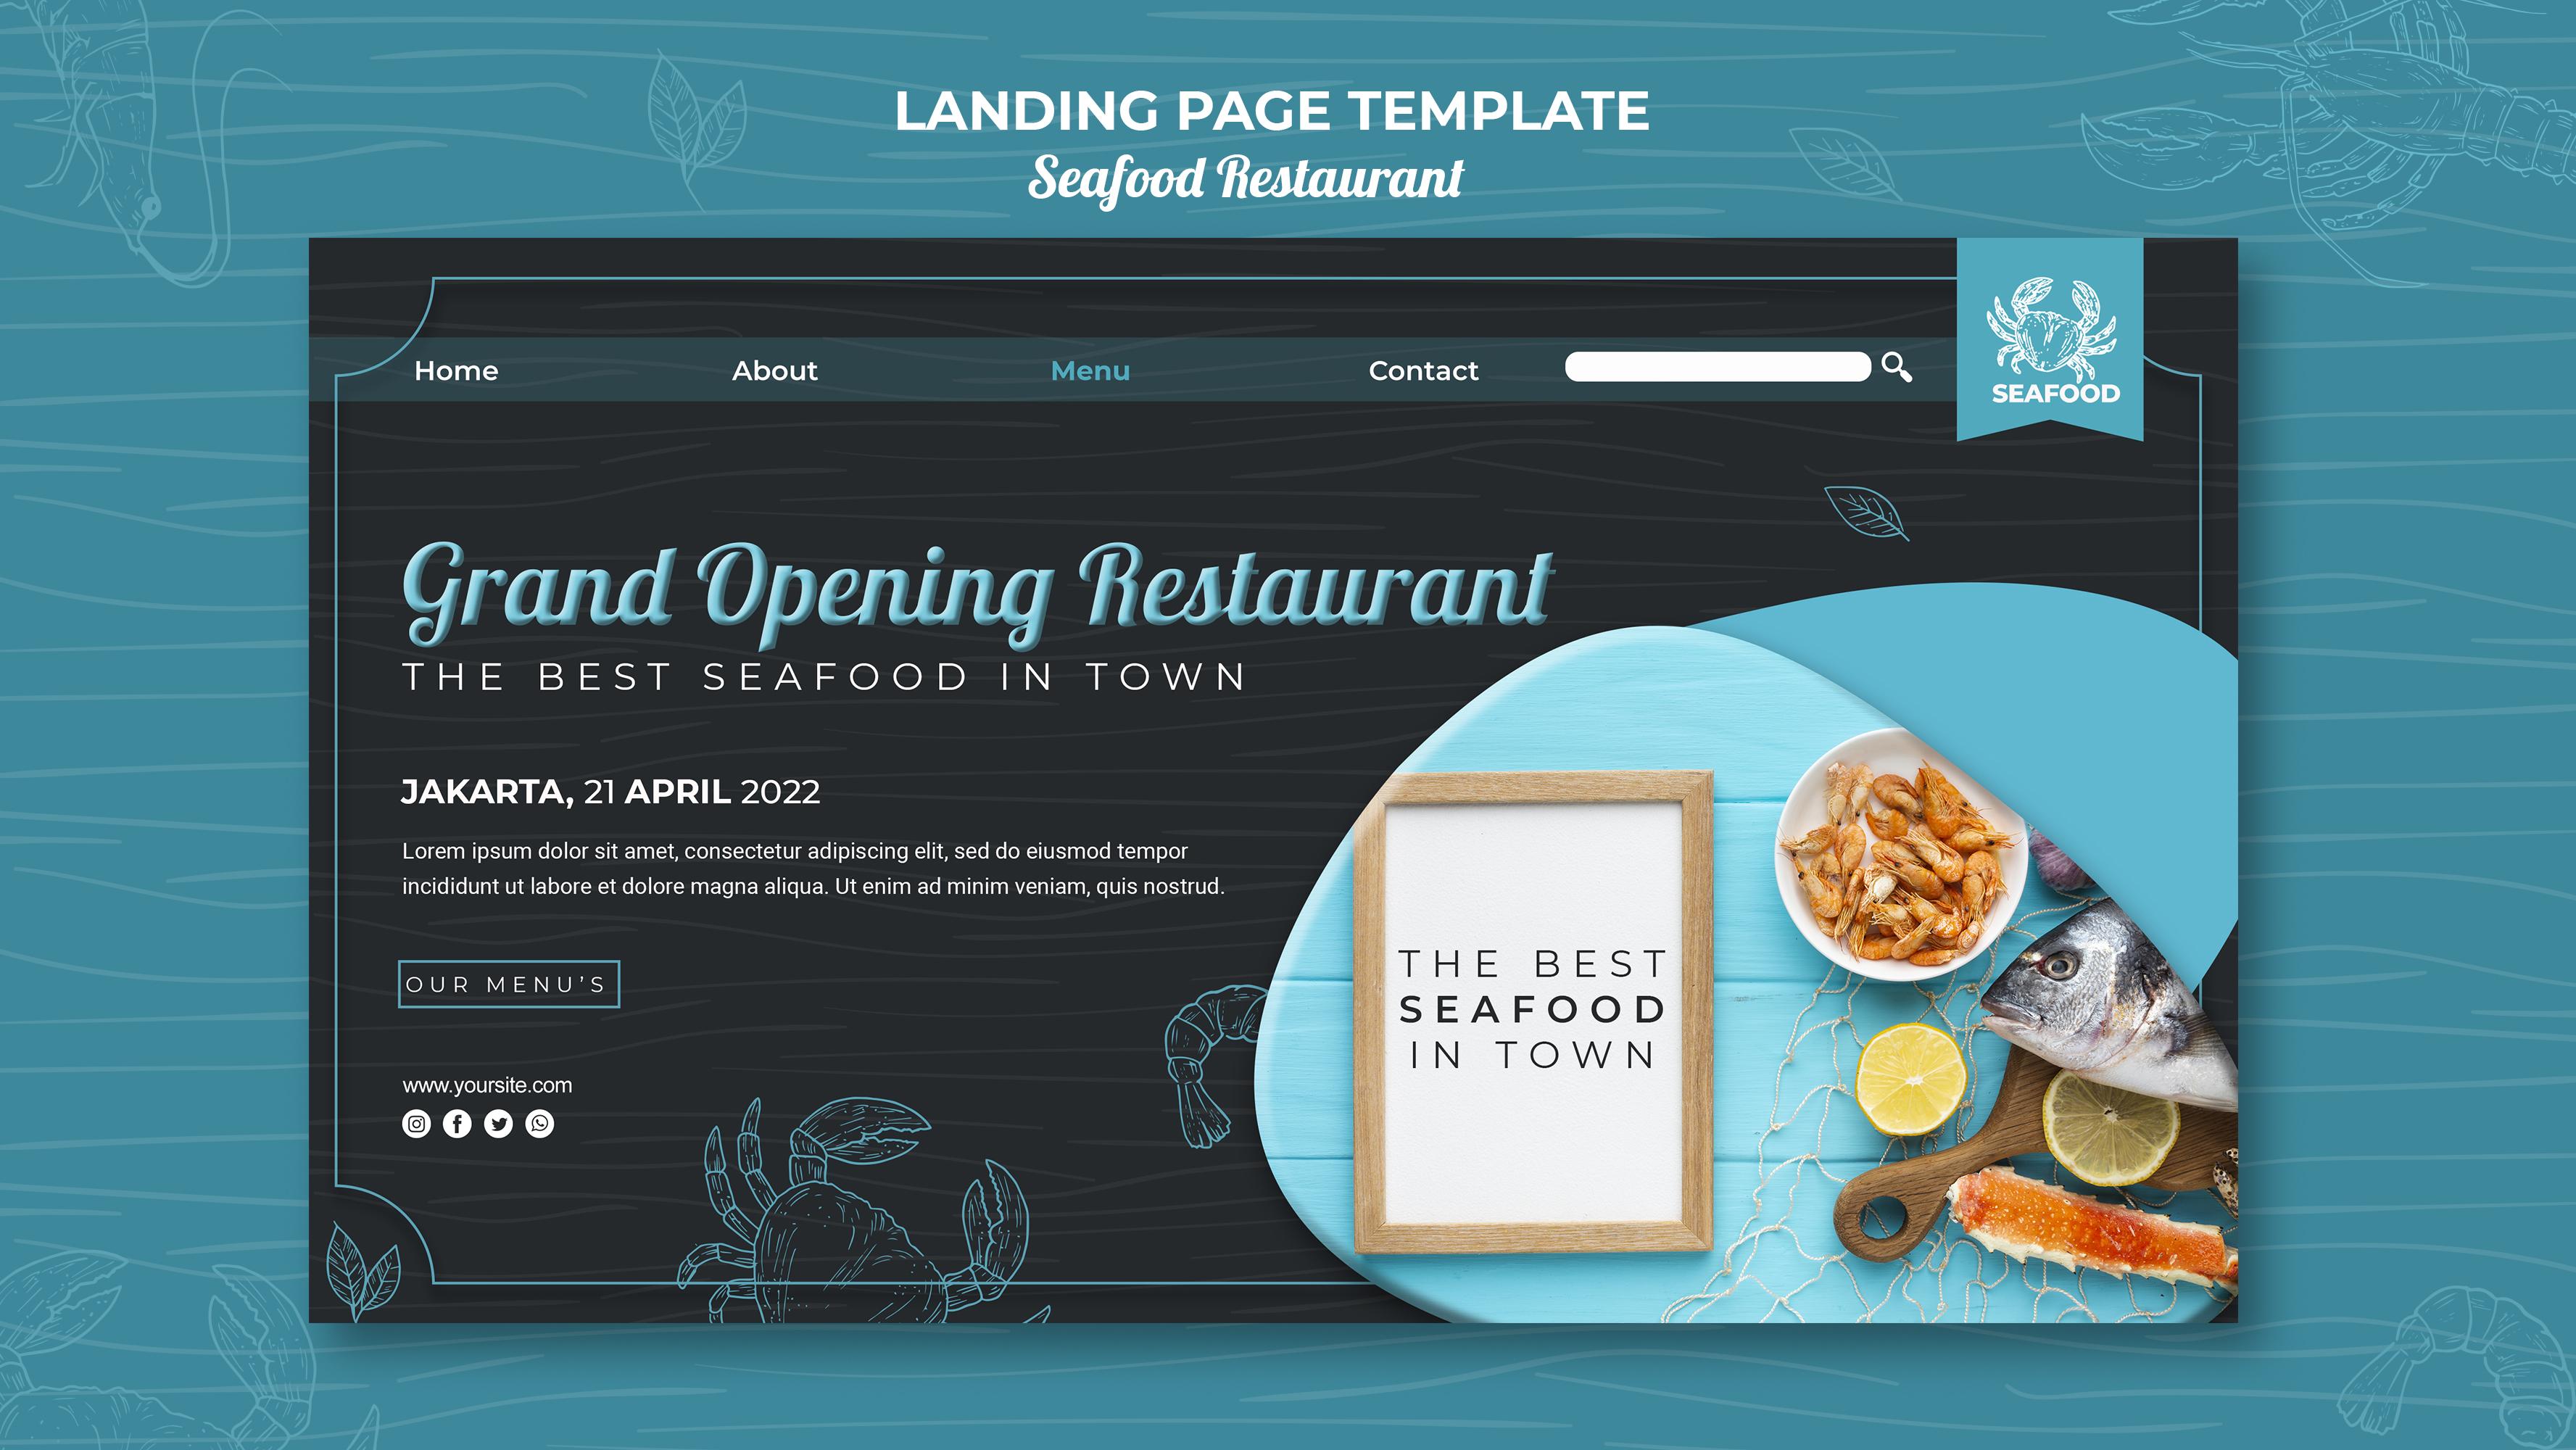 LANDING PAGE TEMPLATE
Seafood Restaurant
Home
About
Menu
Contact
SEAFOOD
Grand Opening Restaurant
THE BEST SEAFOOD IN TOWN
JAKARTA, 21 APRIL 2022
Lorem ipsum dolor sit amet, consectetur adipiscing elit, sed do eiusmod tempor
incididunt ut labore et dolore magna aliqua. Ut enim ad minim veniam, quis nostrud.
OUR MENU'S
www.yoursite.com
THE BEST
SEAFOOD
IN TOWN